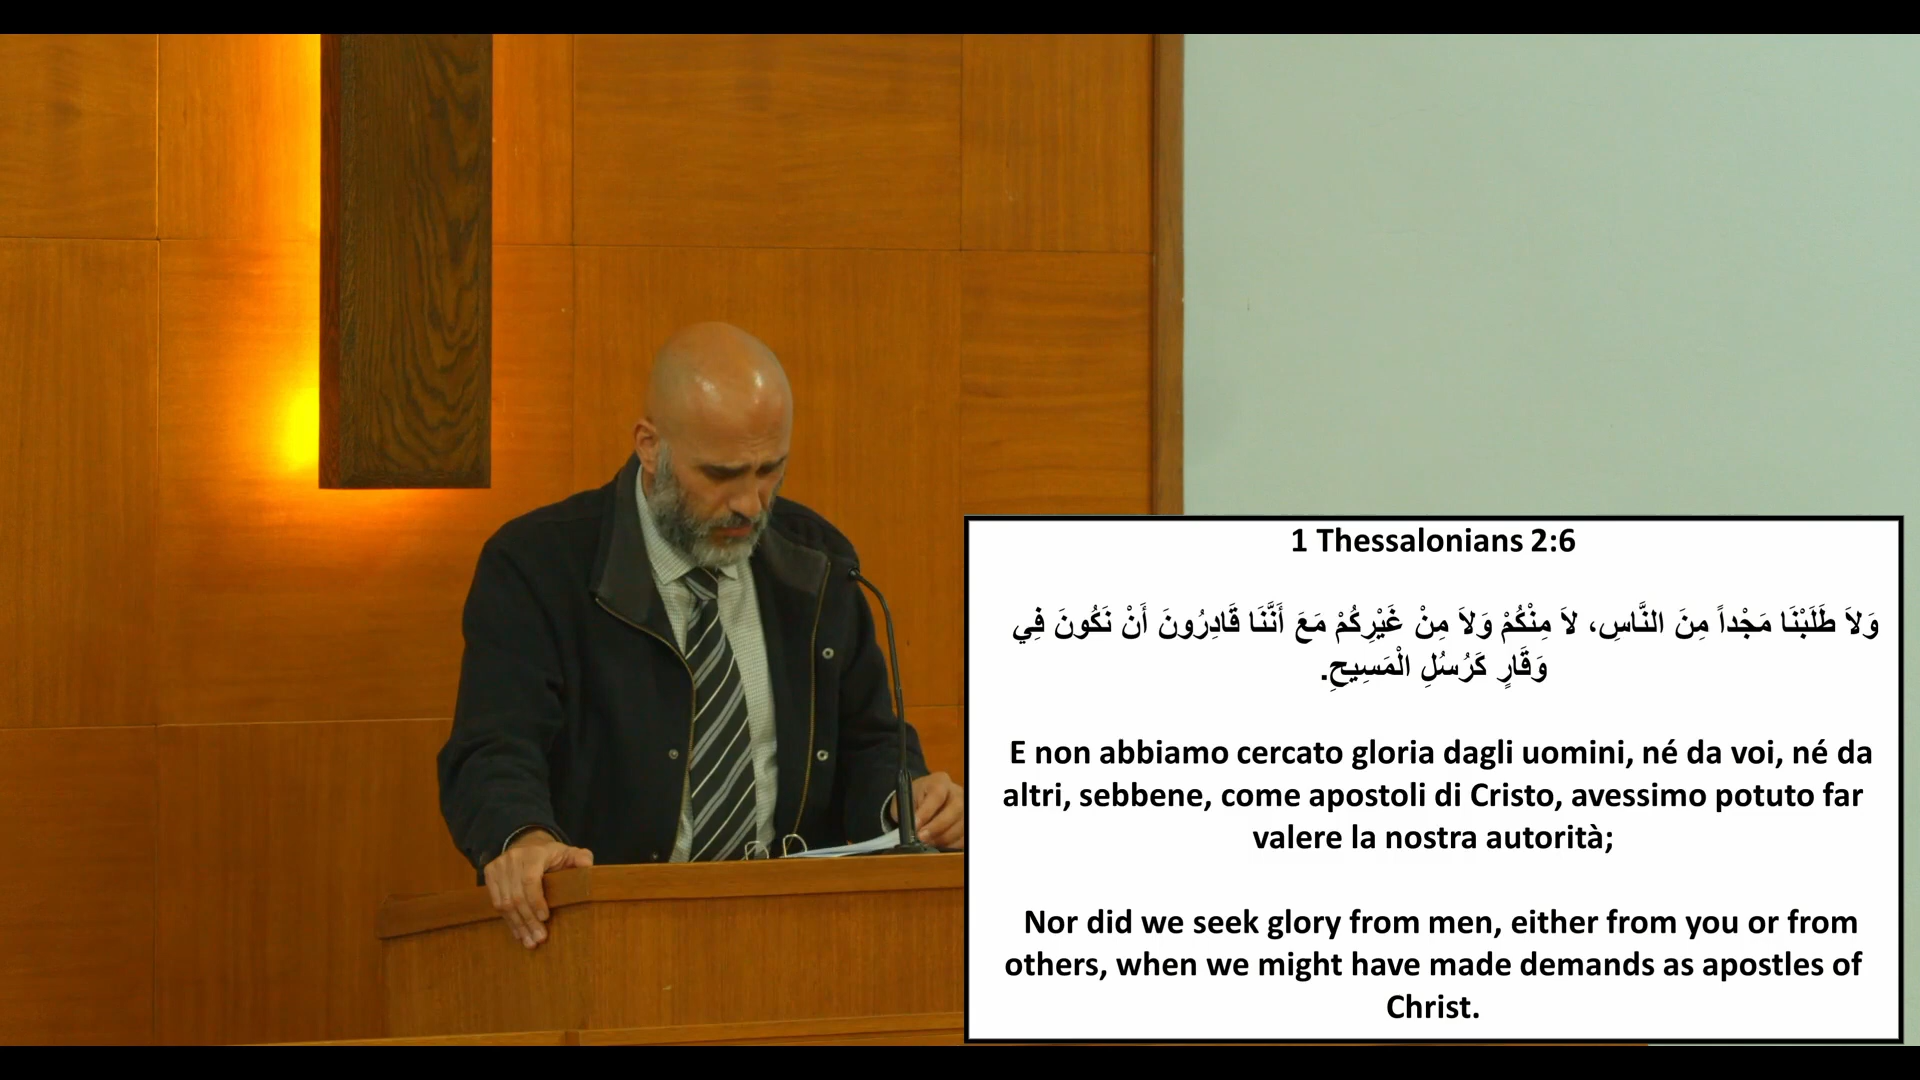 1 Thessalonians 2:6
وَلاَ طَلَبْنَا مَجْداً مِنَ النَّاسِ، لاَ مِنْكُمْ وَلاَ مِنْ غَيْرِكُمْ مَعَ أَنَّنَا قَادِرُونَ أَنْ نَكُونَ فِي
وَقَارٍ كَرُسُلِ الْمَسِيحِ.
E non abbiamo cercato gloria dagli uomini, né da voi, né da
altri, sebbene, come apostoli di Cristo, avessimo potuto far
valere la nostra autorità;
Nor did we seek glory from men, either from you or from
others, when we might have made demands as apostles of
Christ.